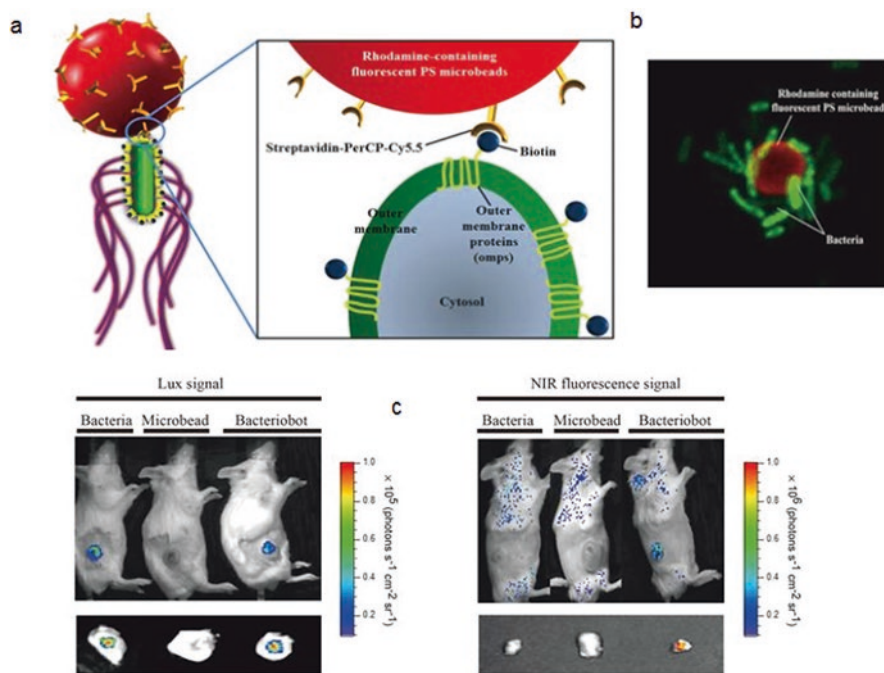 a
Rhodamine-containing
fluorescent PS microbeads
Streptavidin-PerCP-Cy5.5
Biotin
Outer
membrane
Outer
membrane
proteins
(omps)
Cytosol
b
Rhodamine containing
fluorescent PS microbead
Bacteria
c
Lux signal
Bacteria Microbead Bacteriobot
1.0
0.8
0.6
0.4
0.2
× 10⁵ (photons s⁻¹ cm⁻² sr⁻¹)
NIR fluorescence signal
Bacteria Microbead Bacteriobot
1.0
0.8
0.6
0.4
0.2
× 10⁶ (photons s⁻¹ cm⁻² sr⁻¹)